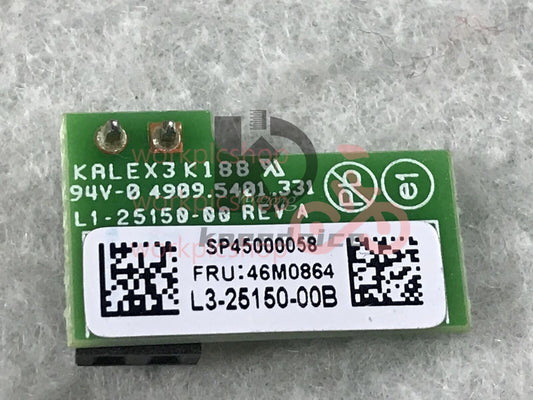 KALEX3 K188
94V-0 4909.5401.331
L1-25150-00 REV A
Pb
e1
SP45000058
FRU:46M0864
L3-25150-00B